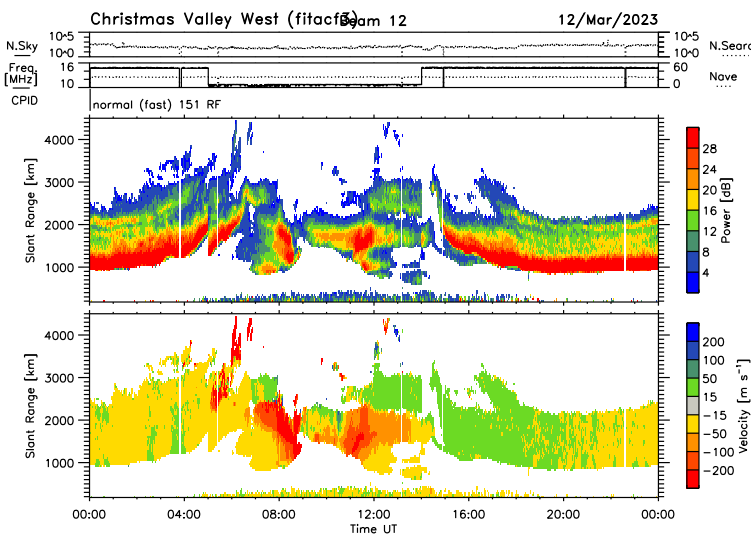 Christmas Valley West (fitacf3) Beam 12 12/Mar/2023
N.Sky 10^5 10^0 10^5 10^0 N.Searc
Freq. [MHz] 16 10 60 0 Nave
CPID normal (fast) 151 RF
Slant Range [km] 4000 3000 2000 1000
Power [dB] 28 24 20 16 12 8 4
Slant Range [km] 4000 3000 2000 1000
Velocity [m s⁻¹] 200 100 50 15 −15 −50 −100 −200
00:00 04:00 08:00 12:00 16:00 20:00 00:00
Time UT